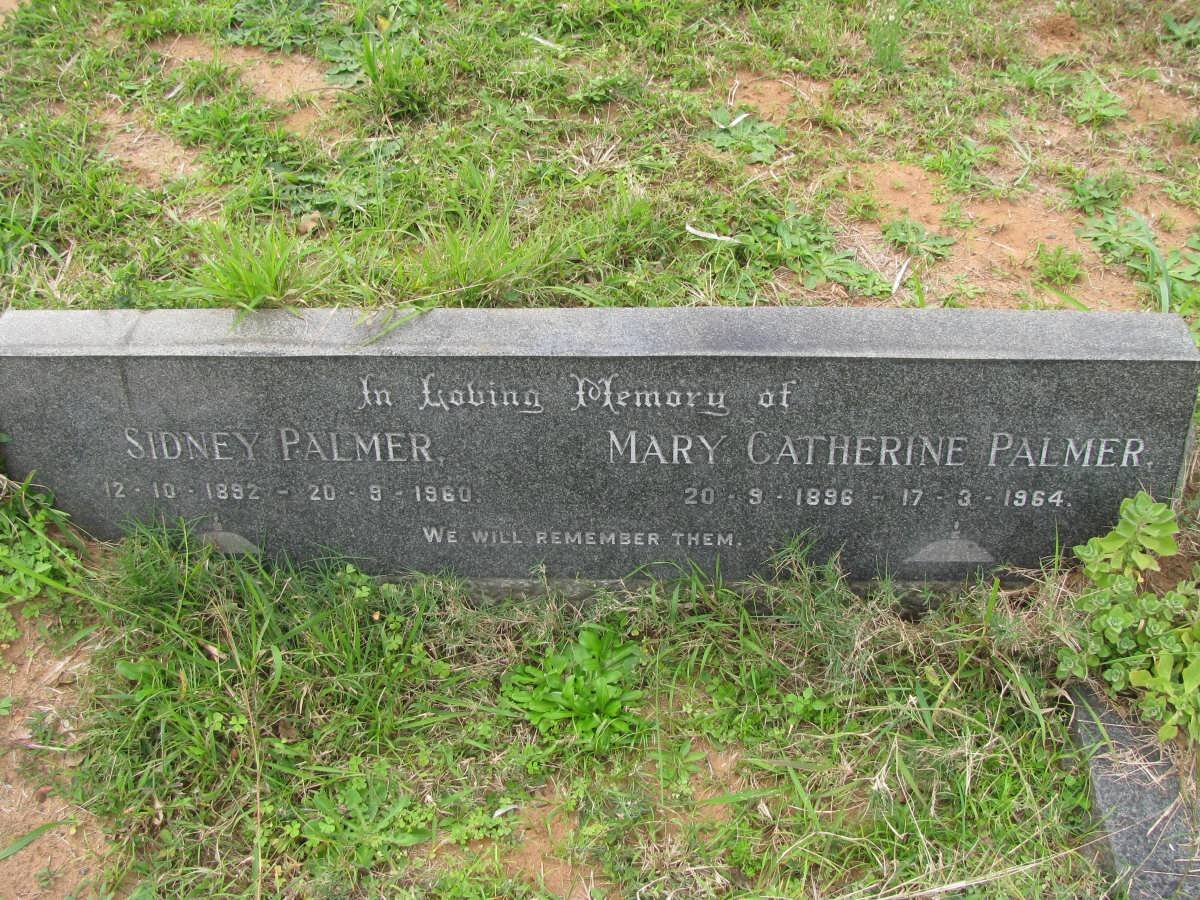 In Loving Memory of
SIDNEY PALMER,
12-10-1892 - 20-9-1960.
MARY CATHERINE PALMER.
20-9-1896 - 17-3-1964.
WE WILL REMEMBER THEM.